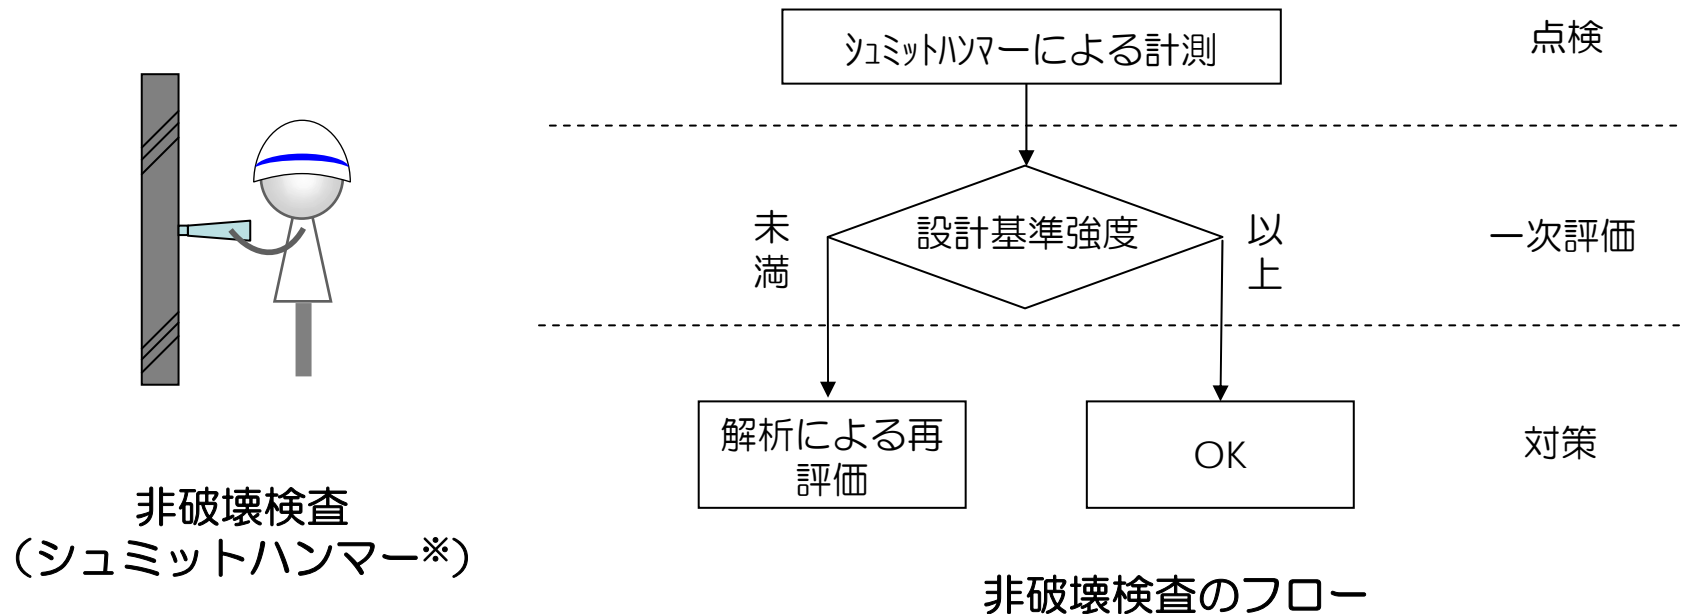 ｼｭﾐｯﾄﾊﾝﾏｰによる計測
点検
未満
設計基準強度
以上
一次評価
解析による再
評価
OK
対策
非破壊検査
（シュミットハンマー※）
非破壊検査のフロー